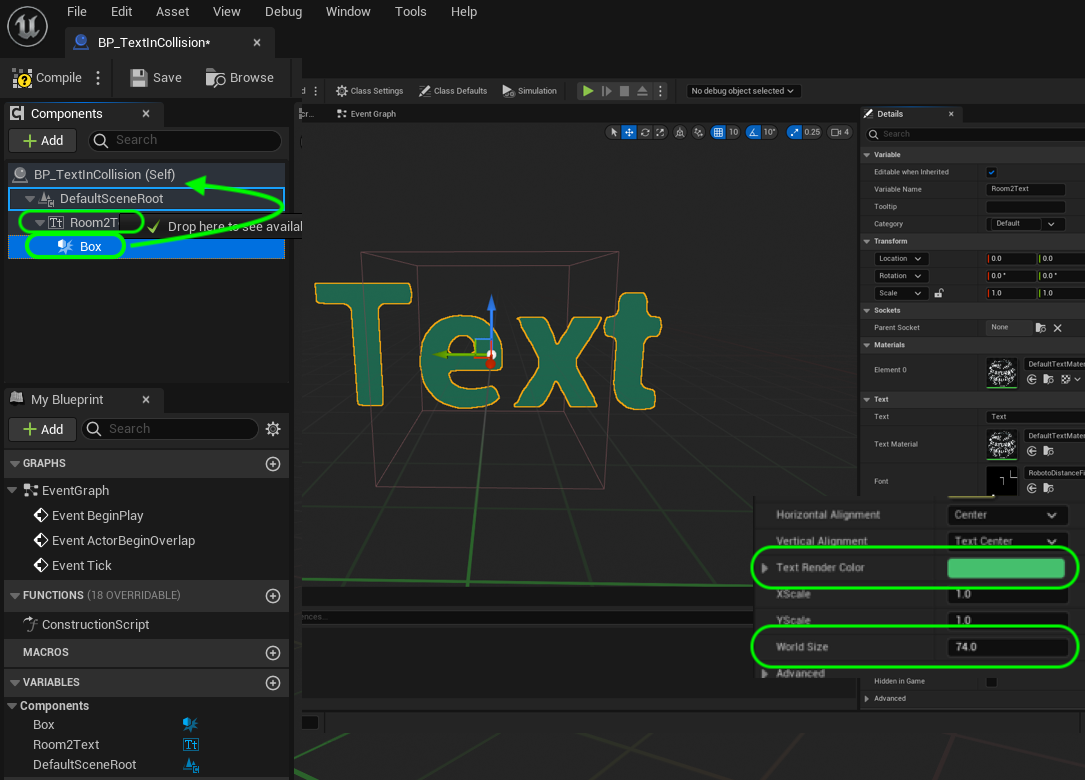 File Edit Asset View Debug Window Tools Help
BP_TextInCollision*
Compile Save Browse
Class Settings Class Defaults Simulation No debug object selected
Components
Event Graph
Details
Add Search
10 10° 0.25 4
Search
Variable
Editable when Inherited
Variable Name Room2Text
Tooltip
Category Default
Transform
Location 0.0 0.0
Rotation 0.0 ° 0.0 °
Scale 1.0 1.0
Sockets
Parent Socket None
Materials
Element 0 DefaultTextMater
Text
Text Text
Text Material DefaultTextMater
Font RobotoDistanceFi
BP_TextInCollision (Self)
DefaultSceneRoot
Room2T
Drop here to see availal
Box
Text
My Blueprint
Add Search
GRAPHS
EventGraph
Event BeginPlay
Event ActorBeginOverlap
Event Tick
FUNCTIONS (18 OVERRIDABLE)
ConstructionScript
MACROS
VARIABLES
Components
Box
Room2Text
DefaultSceneRoot
Horizontal Alignment Center
Vertical Alignment Text Center
Text Render Color
XScale 1.0
YScale 1.0
World Size 74.0
Advanced
Hidden in Game
Advanced